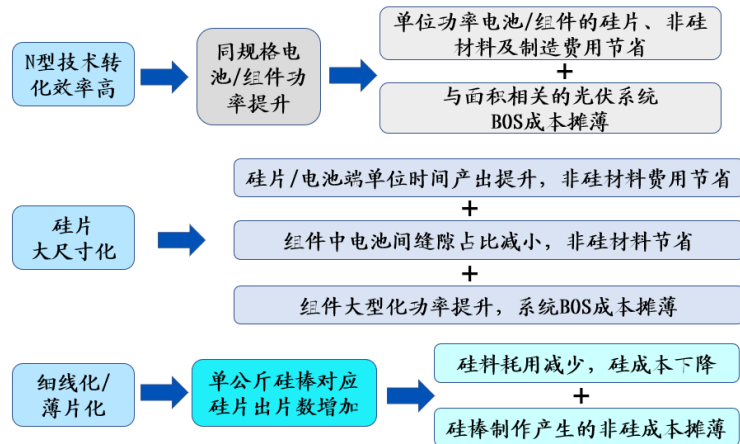 N型技术转
化效率高
同规格电
池/组件功
率提升
单位功率电池/组件的硅片、非硅
材料及制造费用节省
+
与面积相关的光伏系统
BOS成本摊薄
硅片
大尺寸化
硅片/电池端单位时间产出提升，非硅材料费用节省
+
组件中电池间缝隙占比减小，非硅材料节省
+
组件大型化功率提升，系统BOS成本摊薄
细线化/
薄片化
单公斤硅棒对应
硅片出片数增加
硅料耗用减少，硅成本下降
+
硅棒制作产生的非硅成本摊薄